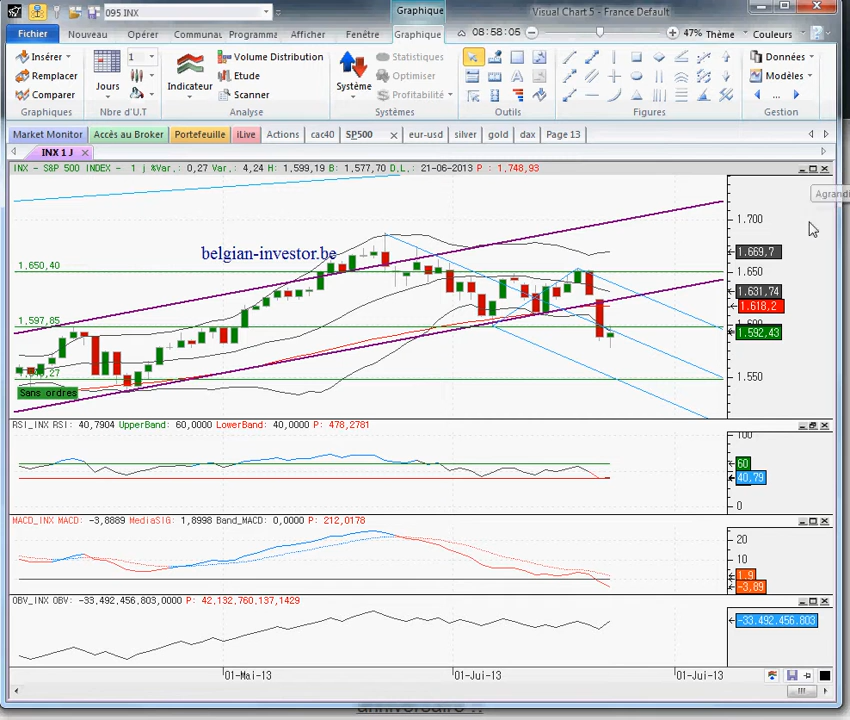 095 INX
Graphique
Visual Chart 5 - France Default
Fichier
Nouveau
Opérer
Communau
Programma
Afficher
Fenêtre
Graphique
08:58:05
47%
Thème
Couleurs
Insérer
Remplacer
Comparer
Graphiques
Jours
1
Nbre d'U.T
Indicateur
Volume Distribution
Etude
Scanner
Analyse
Système
Statistiques
Optimiser
Profitabilité
Systèmes
Outils
Figures
Données
Modèles
...
Gestion
Market Monitor
Accès au Broker
Portefeuille
iLive
Actions
cac40
SP500
eur-usd
silver
gold
dax
Page 13
INX 1 J
INX - S&P 500 INDEX - 1 j %Var.: 0,27 Var.: 4,24 H: 1.599,19 B: 1.577,70 D.L.: 21-06-2013 P : 1.748,93
Agrandi
1.700
belgian-investor.be
1.669,7
1.650,40
1.650
1.631,74
1.618,2
1.597,85
1.600
1.592,43
1.550
Sans ordres
RSI_INX RSI: 40,7904 UpperBand: 60,0000 LowerBand: 40,0000 P: 478,2781
100
60
40,79
0
MACD_INX MACD: -3,8889 MediaSIG: 1,8998 Band_MACD: 0,0000 P: 212,0178
20
10
1,9
-3,89
OBV_INX OBV: -33,492,456,803,0000 P: 42,132,760,137,1429
-33.492.456.803
01-Mai-13
01-Jui-13
01-Jui-13
anniversaire !!